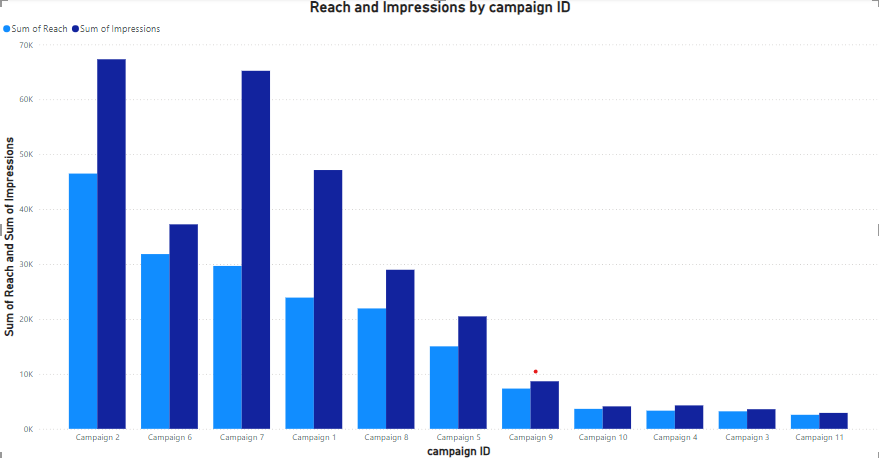 Reach and Impressions by campaign ID
Sum of Reach Sum of Impressions
Sum of Reach and Sum of Impressions
70K
60K
50K
40K
30K
20K
10K
0K
Campaign 2 Campaign 6 Campaign 7 Campaign 1 Campaign 8 Campaign 5 Campaign 9 Campaign 10 Campaign 4 Campaign 3 Campaign 11
campaign ID